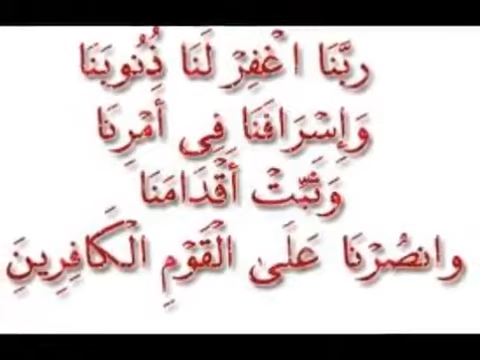 رَبَّنَا اغْفِرْ لَنَا ذُنُوبَنَا
وَإِسْرَافَنَا فِي أَمْرِنَا
وَثَبِّتْ أَقْدَامَنَا
وانصُرْنَا عَلَى الْقَوْمِ الْكَافِرِينَ